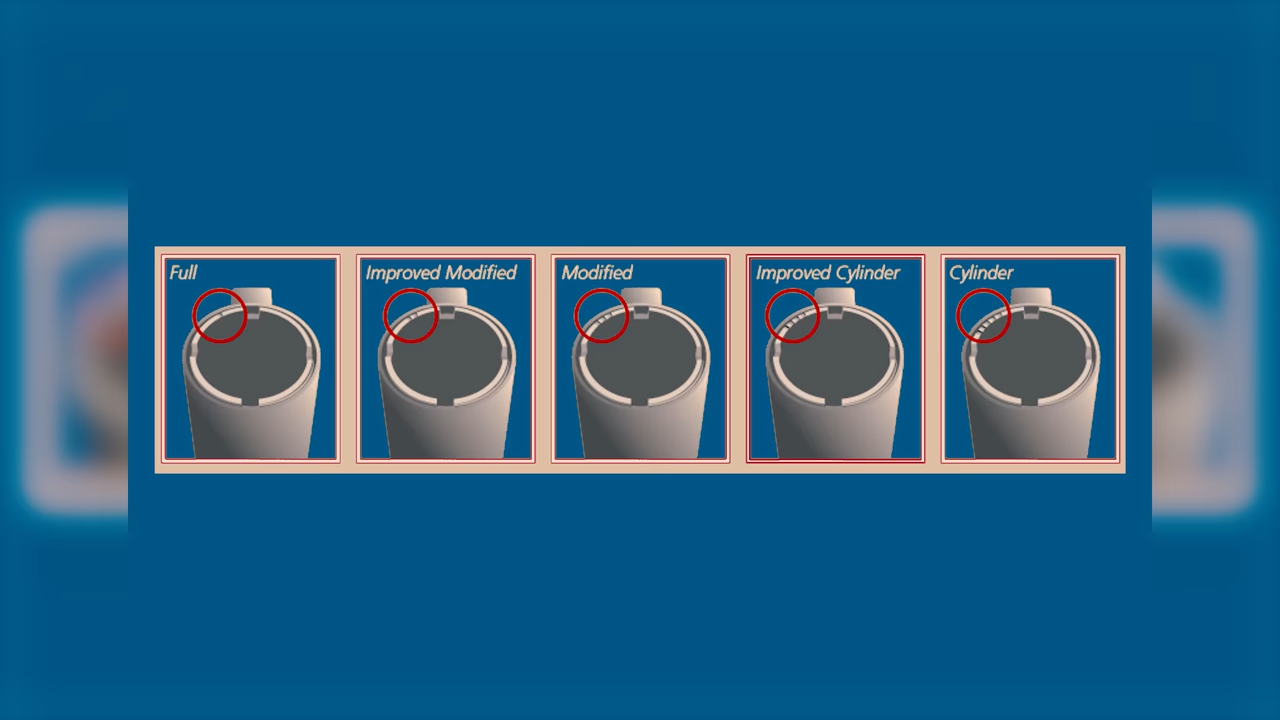 Full
Improved Modified
Modified
Improved Cylinder
Cylinder